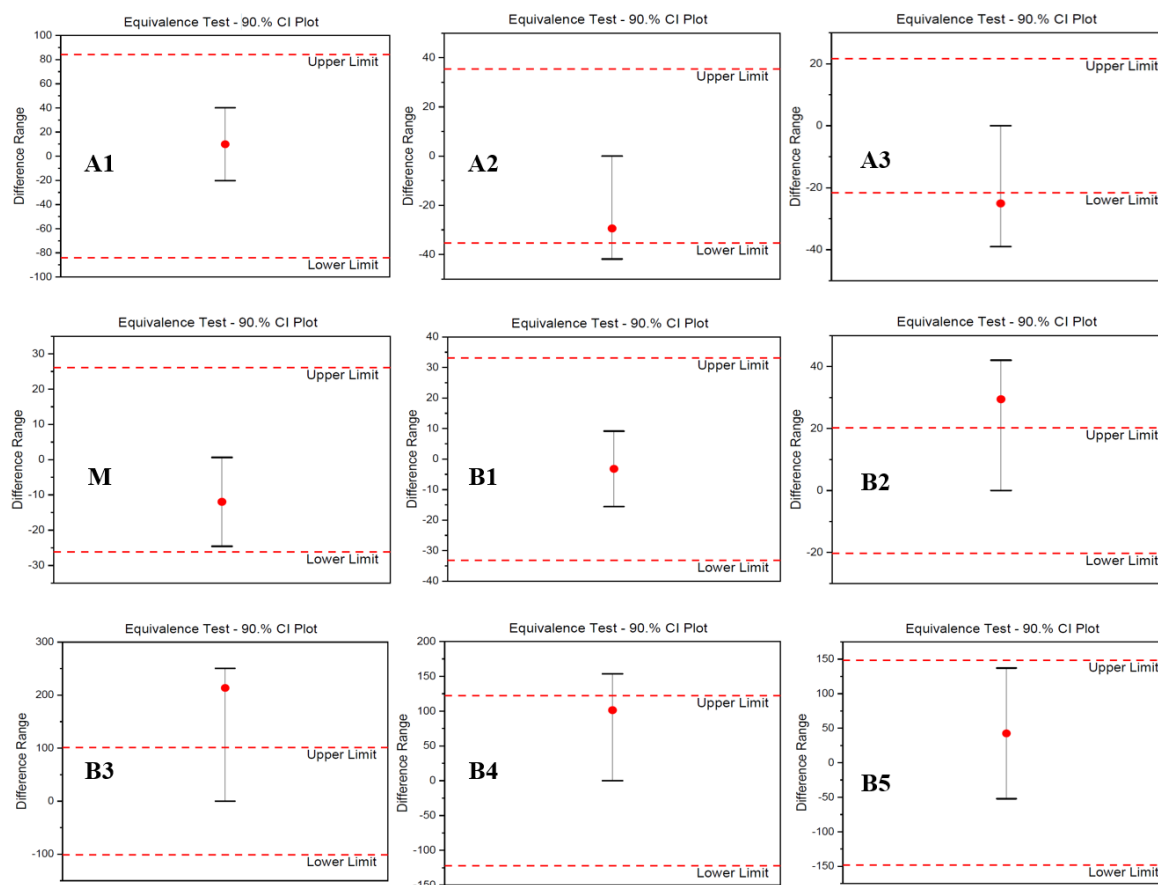 Equivalence Test - 90.% CI Plot
100
80
60
40
20
0
-20
-40
-60
-80
-100
Difference Range
Upper Limit
Lower Limit
A1
Equivalence Test - 90.% CI Plot
40
20
0
-20
-40
Difference Range
Upper Limit
Lower Limit
A2
Equivalence Test - 90.% CI Plot
20
0
-20
-40
Difference Range
Upper Limit
Lower Limit
A3
Equivalence Test - 90.% CI Plot
30
20
10
0
-10
-20
-30
Difference Range
Upper Limit
Lower Limit
M
Equivalence Test - 90.% CI Plot
40
30
20
10
0
-10
-20
-30
-40
Difference Range
Upper Limit
Lower Limit
B1
Equivalence Test - 90.% CI Plot
40
20
0
-20
Difference Range
Upper Limit
Lower Limit
B2
Equivalence Test - 90.% CI Plot
300
200
100
0
-100
Difference Range
Upper Limit
Lower Limit
B3
Equivalence Test - 90.% CI Plot
200
150
100
50
0
-50
-100
-150
Difference Range
Upper Limit
Lower Limit
B4
Equivalence Test - 90.% CI Plot
150
100
50
0
-50
-100
-150
Difference Range
Upper Limit
Lower Limit
B5